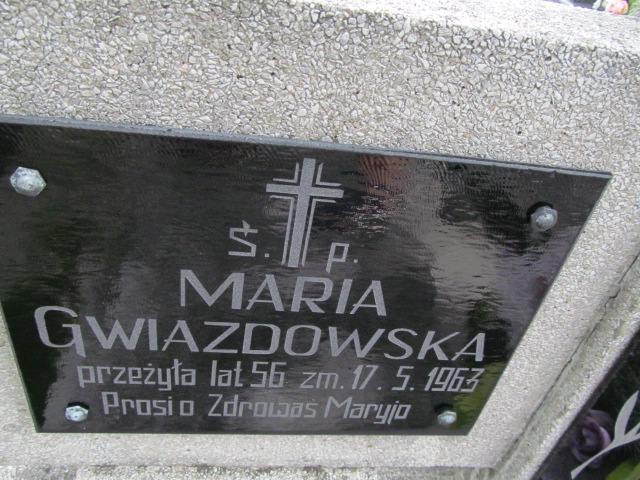 Ś. p.
MARIA
GWIAZDOWSKA
przeżyła lat 56 zm. 17. 5. 1963
Prosi o Zdrowaś Maryjo